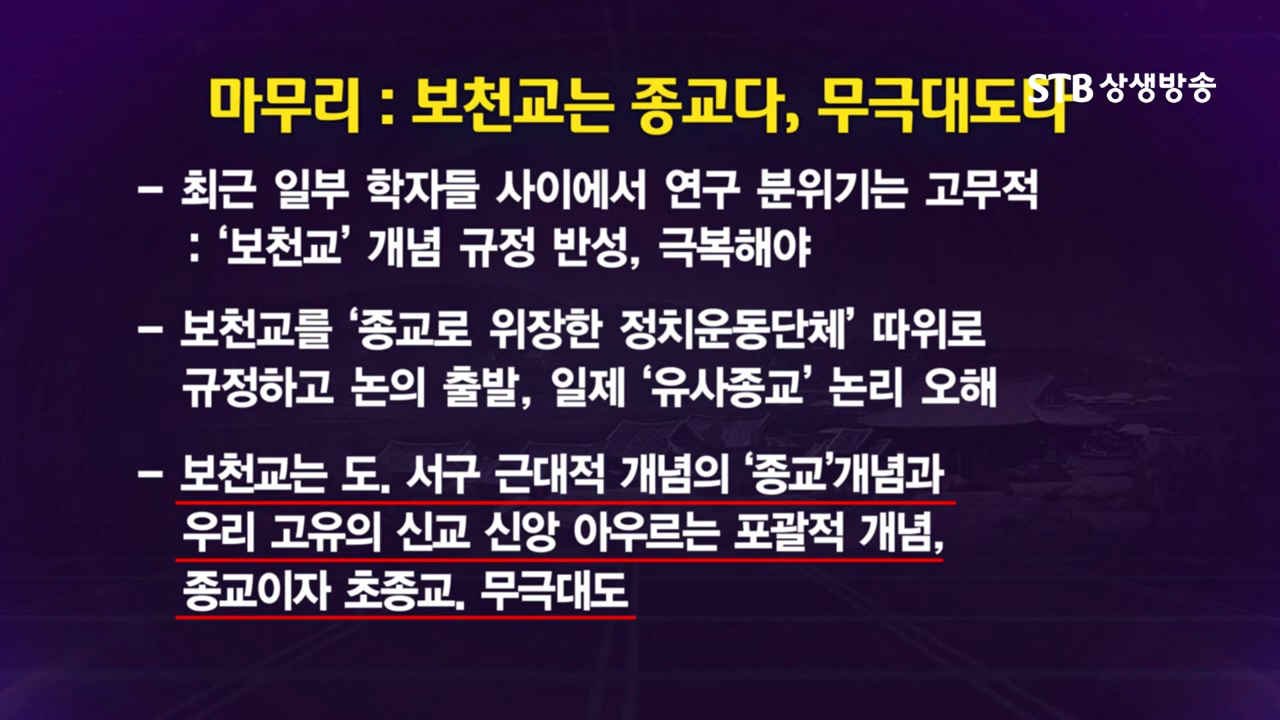 마무리 : 보천교는 종교다, 무극대도다
STB 상생방송
– 최근 일부 학자들 사이에서 연구 분위기는 고무적
: ‘보천교’ 개념 규정 반성, 극복해야
– 보천교를 ‘종교로 위장한 정치운동단체’ 따위로
규정하고 논의 출발, 일제 ‘유사종교’ 논리 오해
– 보천교는 도. 서구 근대적 개념의 ‘종교’개념과
우리 고유의 신교 신앙 아우르는 포괄적 개념,
종교이자 초종교. 무극대도